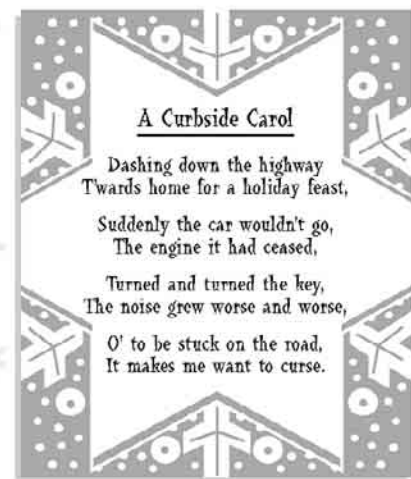 A Curbside Carol
Dashing down the highway
T'wards home for a holiday feast,
Suddenly the car wouldn't go,
The engine it had ceased,
Turned and turned the key,
The noise grew worse and worse,
O' to be stuck on the road,
It makes me want to curse.